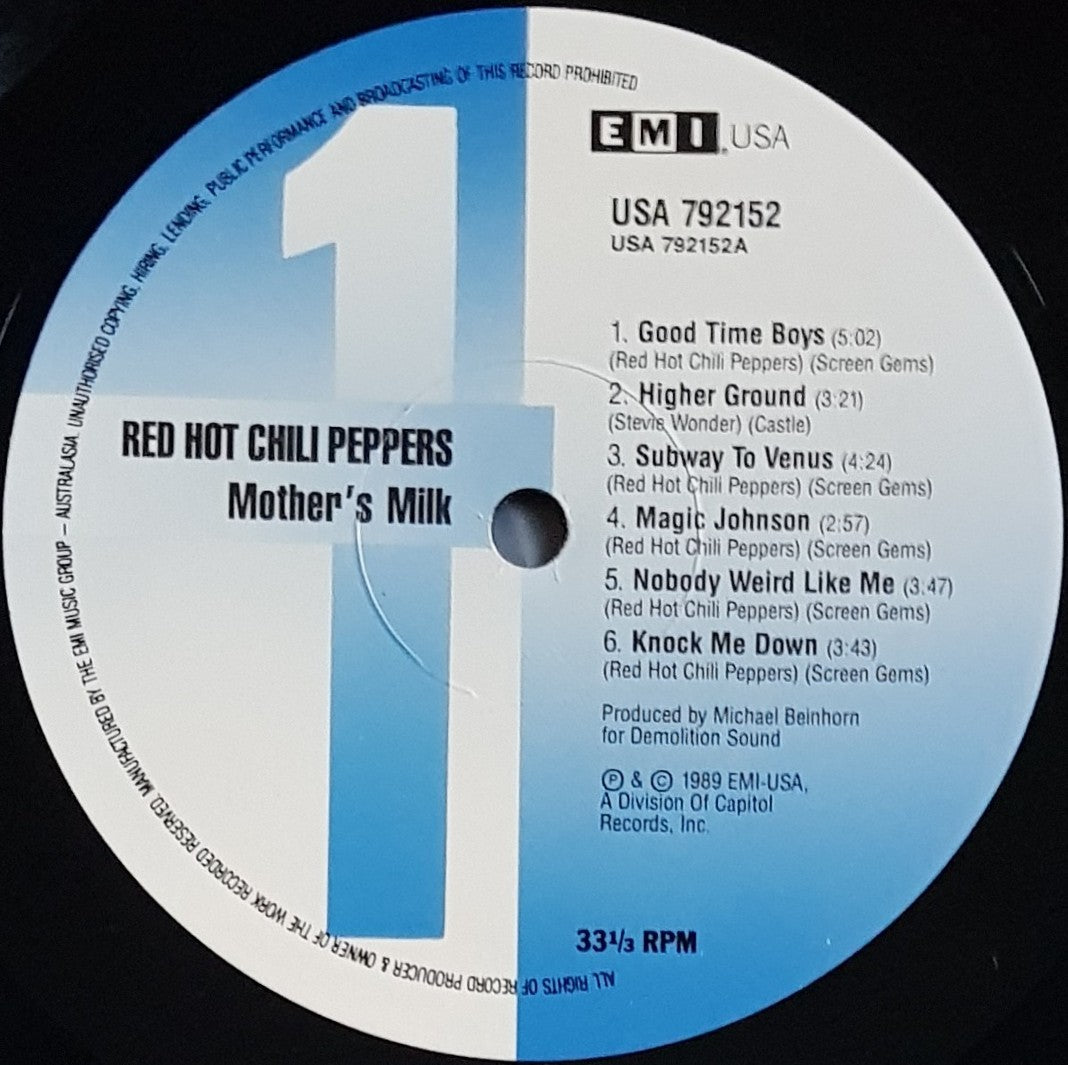 ALL RIGHTS OF RECORD PRODUCER & OWNER OF THE WORK RECORDED RESERVED. MANUFACTURED BY THE EMI MUSIC GROUP – AUSTRALASIA. UNAUTHORISED COPYING, HIRING, LENDING, PUBLIC PERFORMANCE AND BROADCASTING OF THIS RECORD PROHIBITED
1
EMI USA
USA 792152
USA 792152A
RED HOT CHILI PEPPERS
Mother's Milk
1. Good Time Boys (5:02)
(Red Hot Chili Peppers) (Screen Gems)
2. Higher Ground (3:21)
(Stevie Wonder) (Castle)
3. Subway To Venus (4:24)
(Red Hot Chili Peppers) (Screen Gems)
4. Magic Johnson (2:57)
(Red Hot Chili Peppers) (Screen Gems)
5. Nobody Weird Like Me (3:47)
(Red Hot Chili Peppers) (Screen Gems)
6. Knock Me Down (3:43)
(Red Hot Chili Peppers) (Screen Gems)
Produced by Michael Beinhorn
for Demolition Sound
Ⓟ & © 1989 EMI-USA,
A Division Of Capitol
Records, Inc.
33⅓ RPM